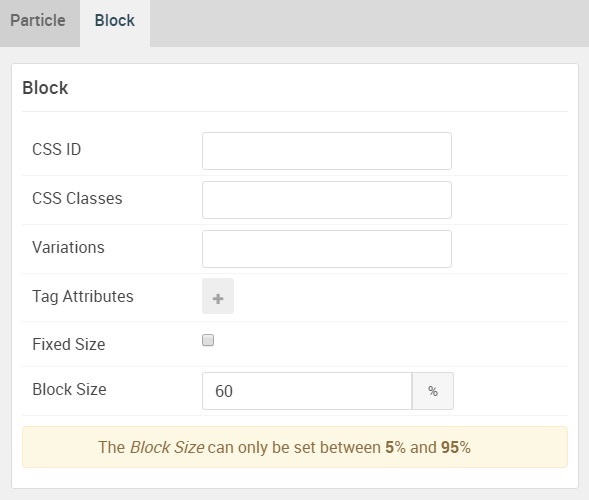 Particle Block
Block
CSS ID
CSS Classes
Variations
Tag Attributes +
Fixed Size
Block Size 60 %
The Block Size can only be set between 5% and 95%